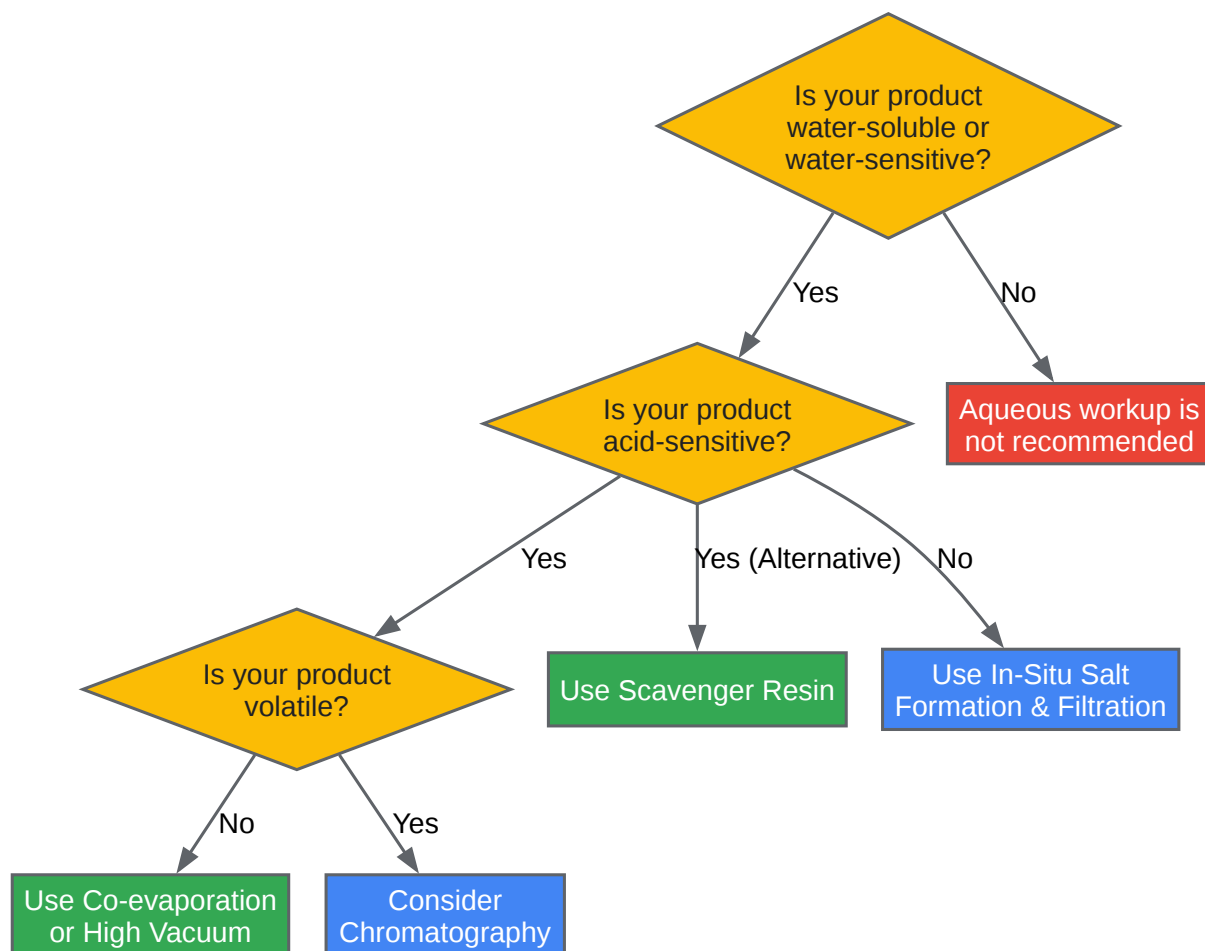 Is your product
water-soluble or
water-sensitive?
Yes
No
Is your product
acid-sensitive?
Aqueous workup is
not recommended
Yes
Yes (Alternative)
No
Is your product
volatile?
Use Scavenger Resin
Use In-Situ Salt
Formation & Filtration
No
Yes
Use Co-evaporation
or High Vacuum
Consider
Chromatography